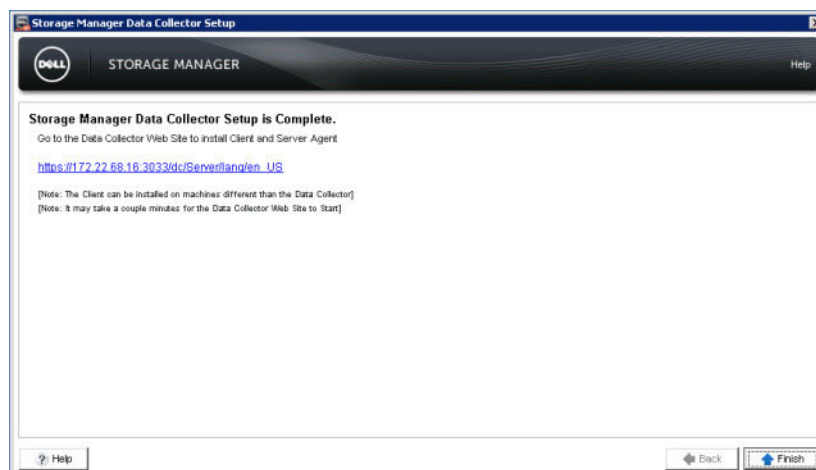 Storage Manager Data Collector Setup
DELL
STORAGE MANAGER
Help
Storage Manager Data Collector Setup is Complete.
Go to the Data Collector Web Site to install Client and Server Agent
https://172.22.68.16:3033/dc/Server/lang/en_US
[Note: The Client can be installed on machines different than the Data Collector]
[Note: It may take a couple minutes for the Data Collector Web Site to Start]
? Help
Back
Finish